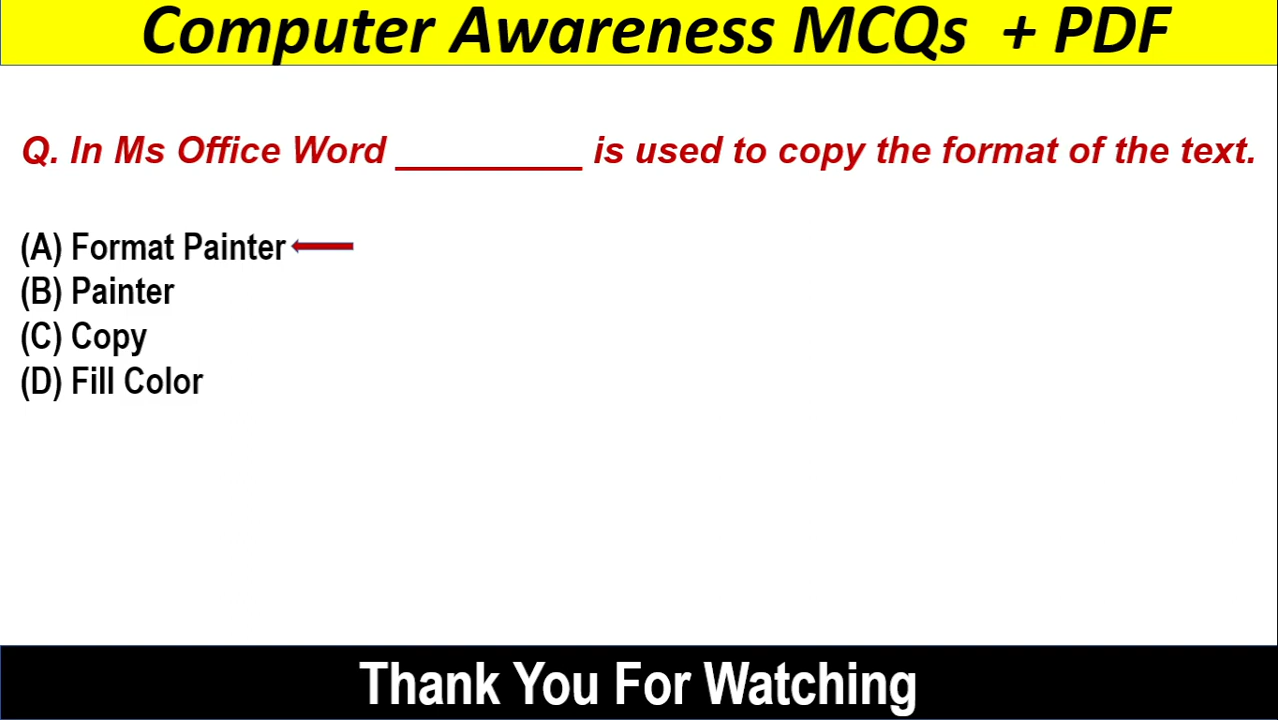 Computer Awareness MCQs + PDF
Q. In Ms Office Word _________ is used to copy the format of the text.
(A) Format Painter
(B) Painter
(C) Copy
(D) Fill Color
Thank You For Watching